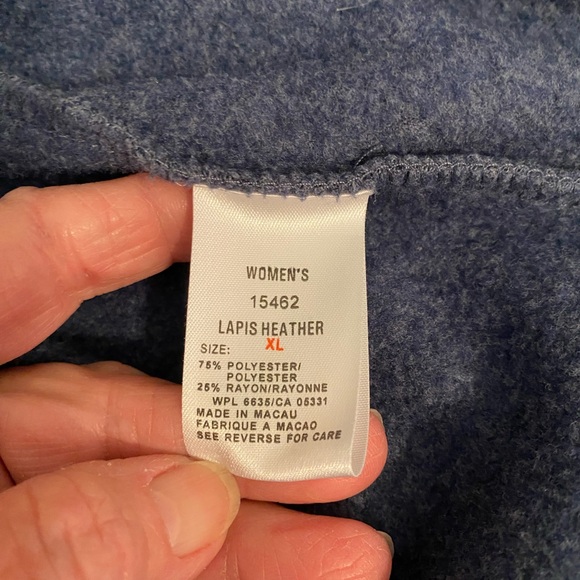 WOMEN'S
15462
LAPIS HEATHER
SIZE: XL
75% POLYESTER/
POLYESTER
25% RAYON/RAYONNE
WPL 6635/CA 05331
MADE IN MACAU
FABRIQUE A MACAO
SEE REVERSE FOR CARE